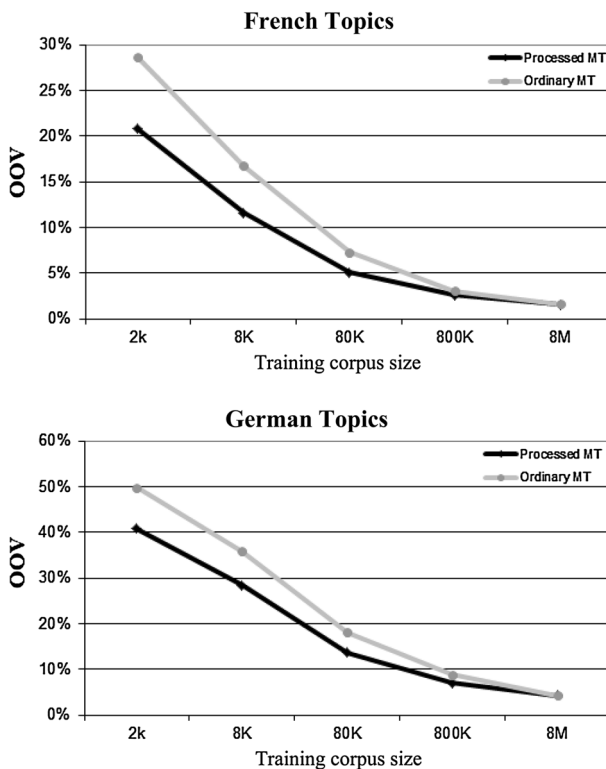 French Topics
30%
25%
20%
15%
10%
5%
0%
OOV
Processed MT
Ordinary MT
2k 8K 80K 800K 8M
Training corpus size
German Topics
60%
50%
40%
30%
20%
10%
0%
OOV
Processed MT
Ordinary MT
2k 8K 80K 800K 8M
Training corpus size